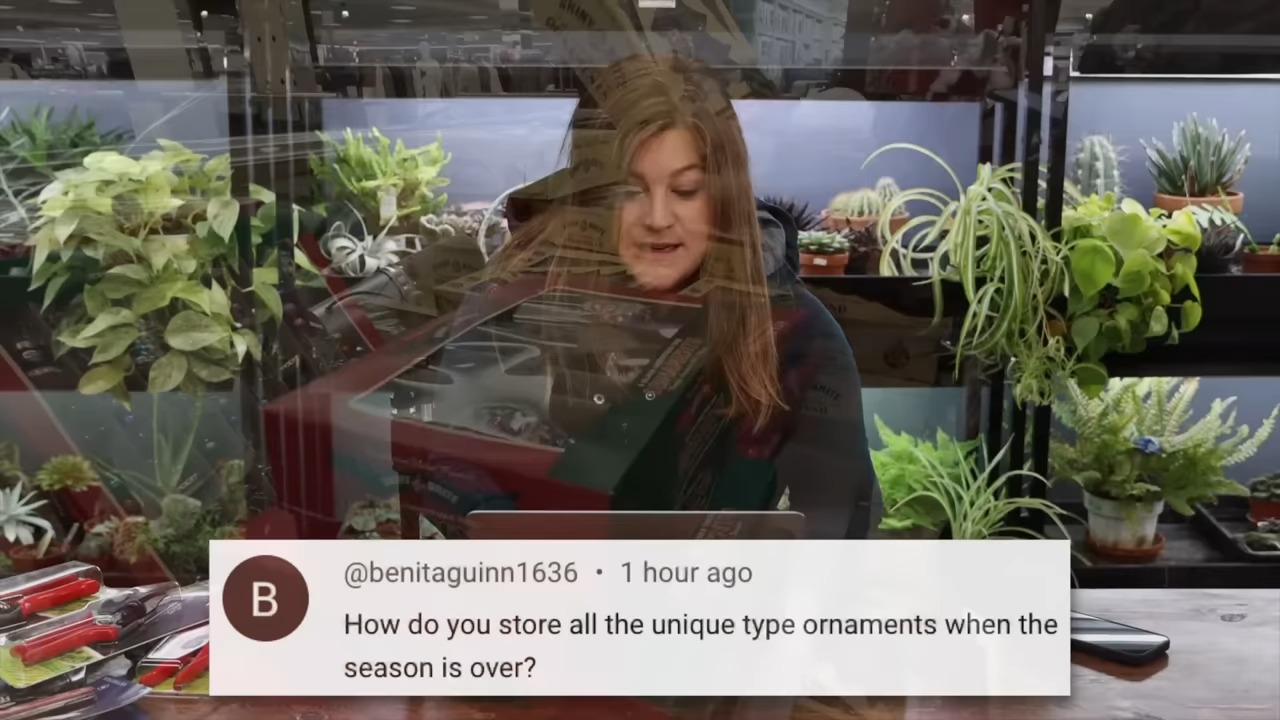 B
@benitaguinn1636 • 1 hour ago
How do you store all the unique type ornaments when the
season is over?